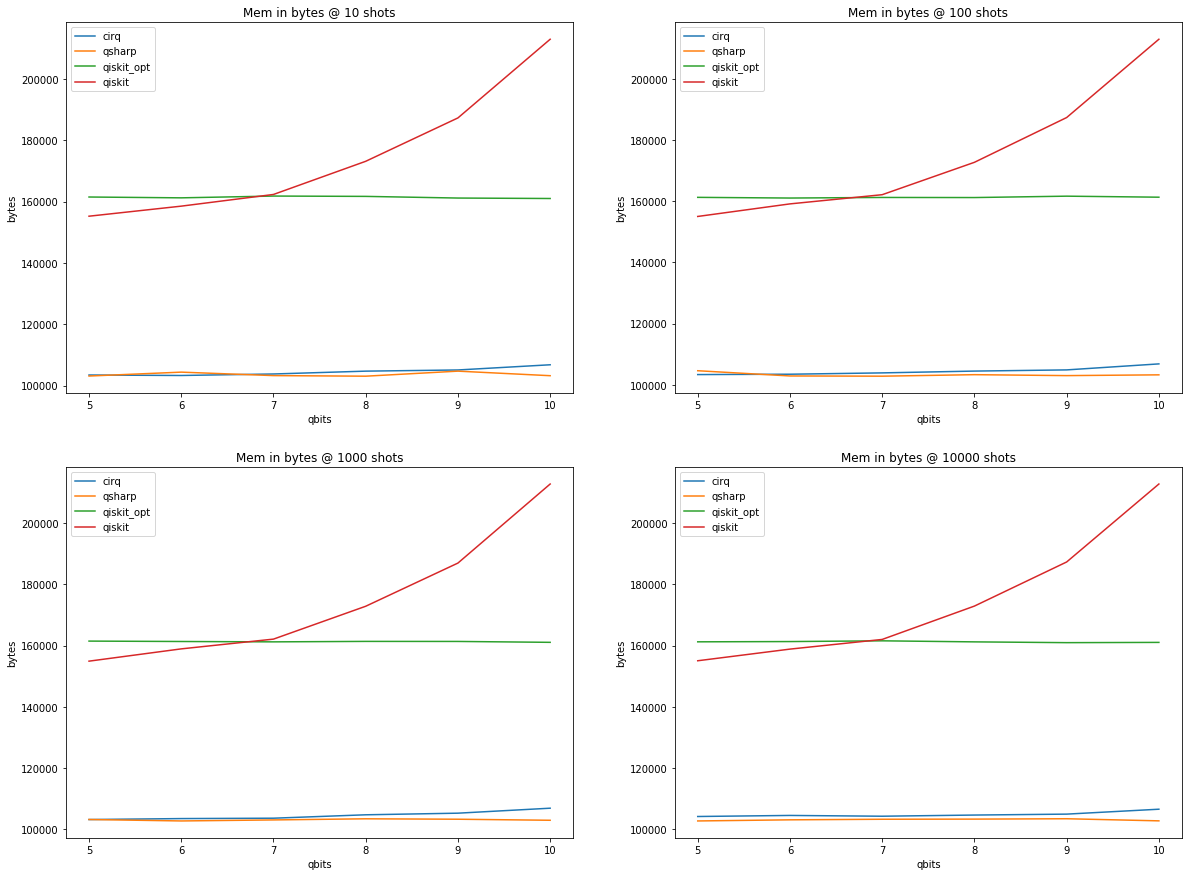 Mem in bytes @ 10 shots
cirq
qsharp
qiskit_opt
qiskit
200000
180000
160000
140000
120000
100000
bytes
5 6 7 8 9 10
qbits
Mem in bytes @ 100 shots
cirq
qsharp
qiskit_opt
qiskit
200000
180000
160000
140000
120000
100000
bytes
5 6 7 8 9 10
qbits
Mem in bytes @ 1000 shots
cirq
qsharp
qiskit_opt
qiskit
200000
180000
160000
140000
120000
100000
bytes
5 6 7 8 9 10
qbits
Mem in bytes @ 10000 shots
cirq
qsharp
qiskit_opt
qiskit
200000
180000
160000
140000
120000
100000
bytes
5 6 7 8 9 10
qbits